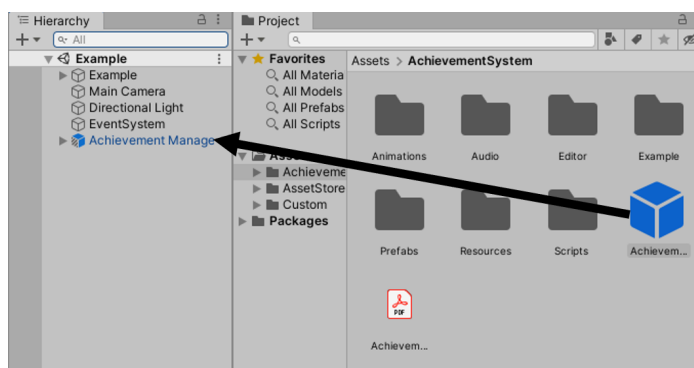 Hierarchy
All
Example
Example
Main Camera
Directional Light
EventSystem
Achievement Manage
Project
Favorites
All Materia
All Models
All Prefabs
All Scripts
Achieveme
AssetStore
Custom
Packages
Assets > AchievementSystem
Animations
Audio
Editor
Example
Prefabs
Resources
Scripts
Achievem...
PDF
Achievem...